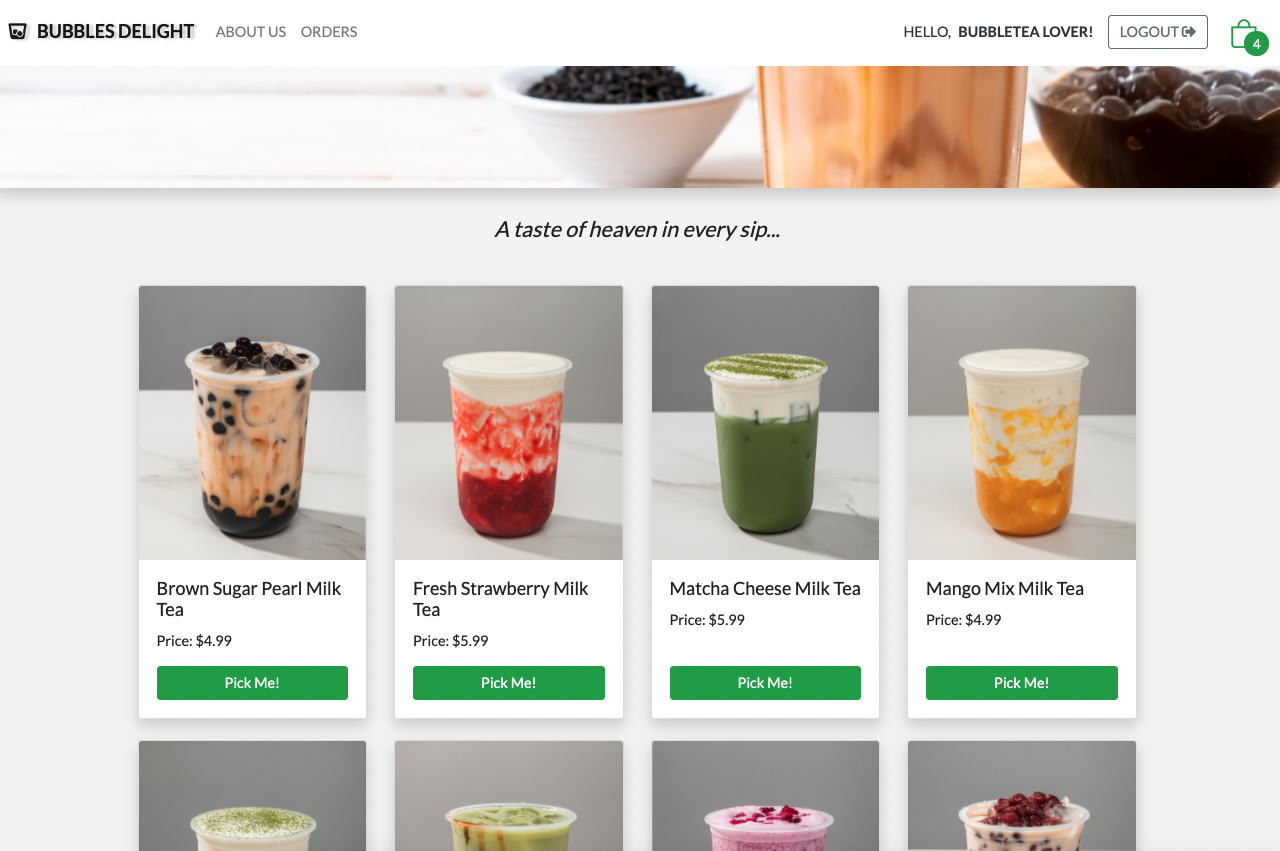 BUBBLES DELIGHT ABOUT US ORDERS HELLO, BUBBLETEA LOVER! LOGOUT 4
A taste of heaven in every sip...
Brown Sugar Pearl Milk
Tea
Price: $4.99
Pick Me!
Fresh Strawberry Milk
Tea
Price: $5.99
Pick Me!
Matcha Cheese Milk Tea
Price: $5.99
Pick Me!
Mango Mix Milk Tea
Price: $4.99
Pick Me!